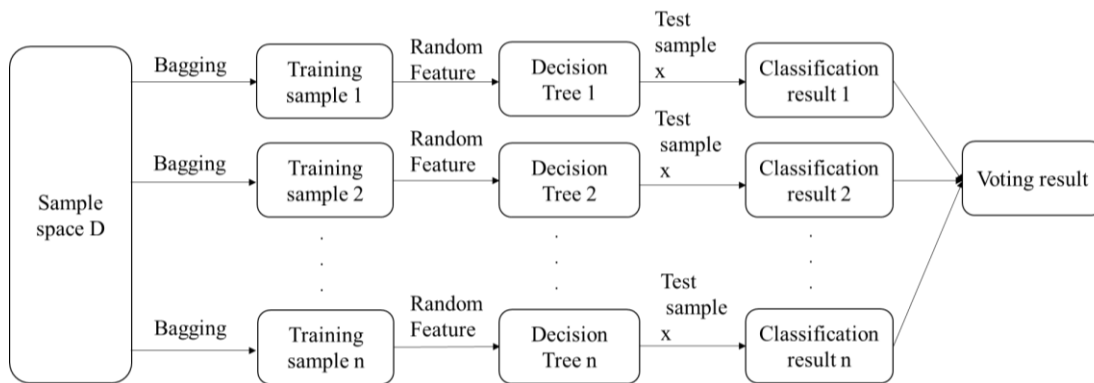 Sample
space D
Bagging
Training
sample 1
Random
Feature
Decision
Tree 1
Test
sample
x
Classification
result 1
Bagging
Training
sample 2
Random
Feature
Decision
Tree 2
Test
sample
x
Classification
result 2
Bagging
Training
sample n
Random
Feature
Decision
Tree n
Test
sample
x
Classification
result n
Voting result